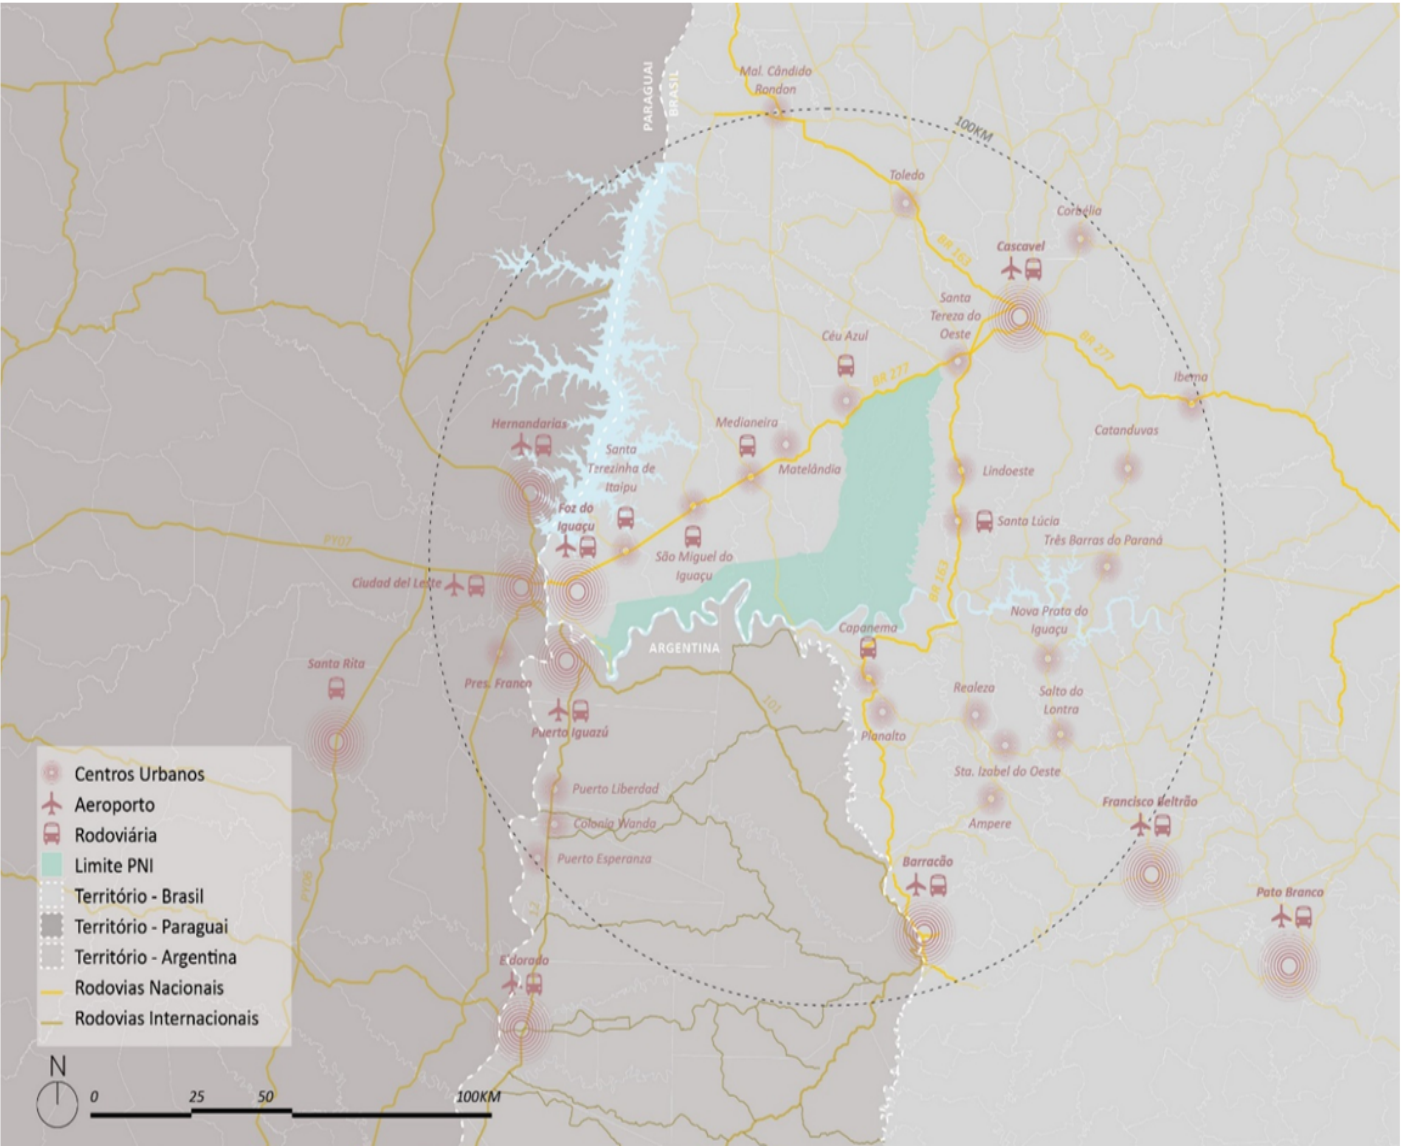 PARAGUAI
BRASIL
Mal. Cândido
Rondon
100KM
Toledo
Corbélia
BR 163
Cascavel
Santa
Tereza do
Oeste
Céu Azul
BR 277
BR 277
Ibema
Hernandarias
Medianeira
Catanduvas
Santa
Terezinha de
Itaipu
Matelândia
Lindoeste
Foz do
Iguaçu
Santa Lúcia
PY07
São Miguel do
Iguaçu
Três Barras do Paraná
Ciudad del Leste
BR 163
Nova Prata do
Iguaçu
Capanema
ARGENTINA
Santa Rita
Pres. Franco
101
Realeza
Salto do
Lontra
Puerto Iguazú
Planalto
Sta. Izabel do Oeste
Puerto Liberdad
Colonia Wanda
Ampere
Francisco Beltrão
Puerto Esperanza
Barracão
PY06
12
Pato Branco
Eldorado
Centros Urbanos
Aeroporto
Rodoviária
Limite PNI
Território - Brasil
Território - Paraguai
Território - Argentina
Rodovias Nacionais
Rodovias Internacionais
N
0 25 50 100KM